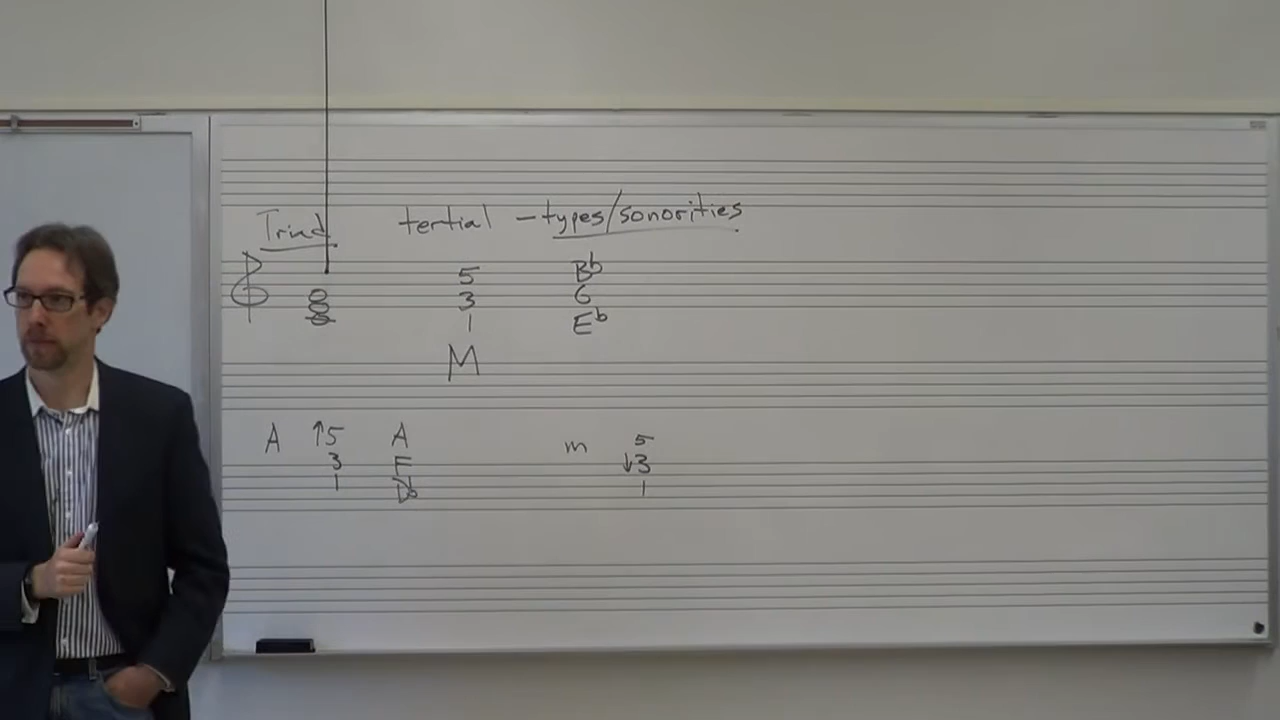 Triad tertial - types/sonorities
5 B♭
3 G
1 E♭
M
A ↑5 A m 5
3 F ↓3
1 D♭ 1